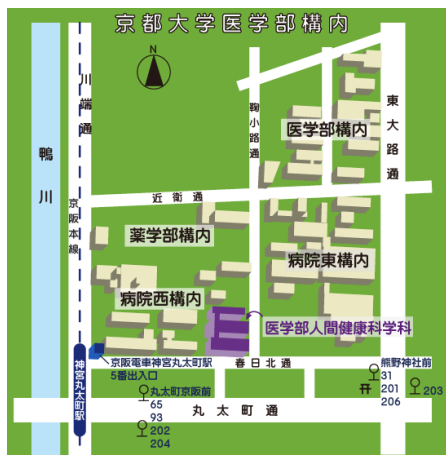 京都大学医学部構内
N
川端通
鞠小路通
東大路通
医学部構内
鴨川
近衛通
京阪本線
薬学部構内
病院東構内
病院西構内
医学部人間健康科学科
神宮丸太町駅
京阪電車神宮丸太町駅
5番出入口
春日北通
熊野神社前
31
201
206
203
丸太町京阪前
65
93
202
204
丸太町通